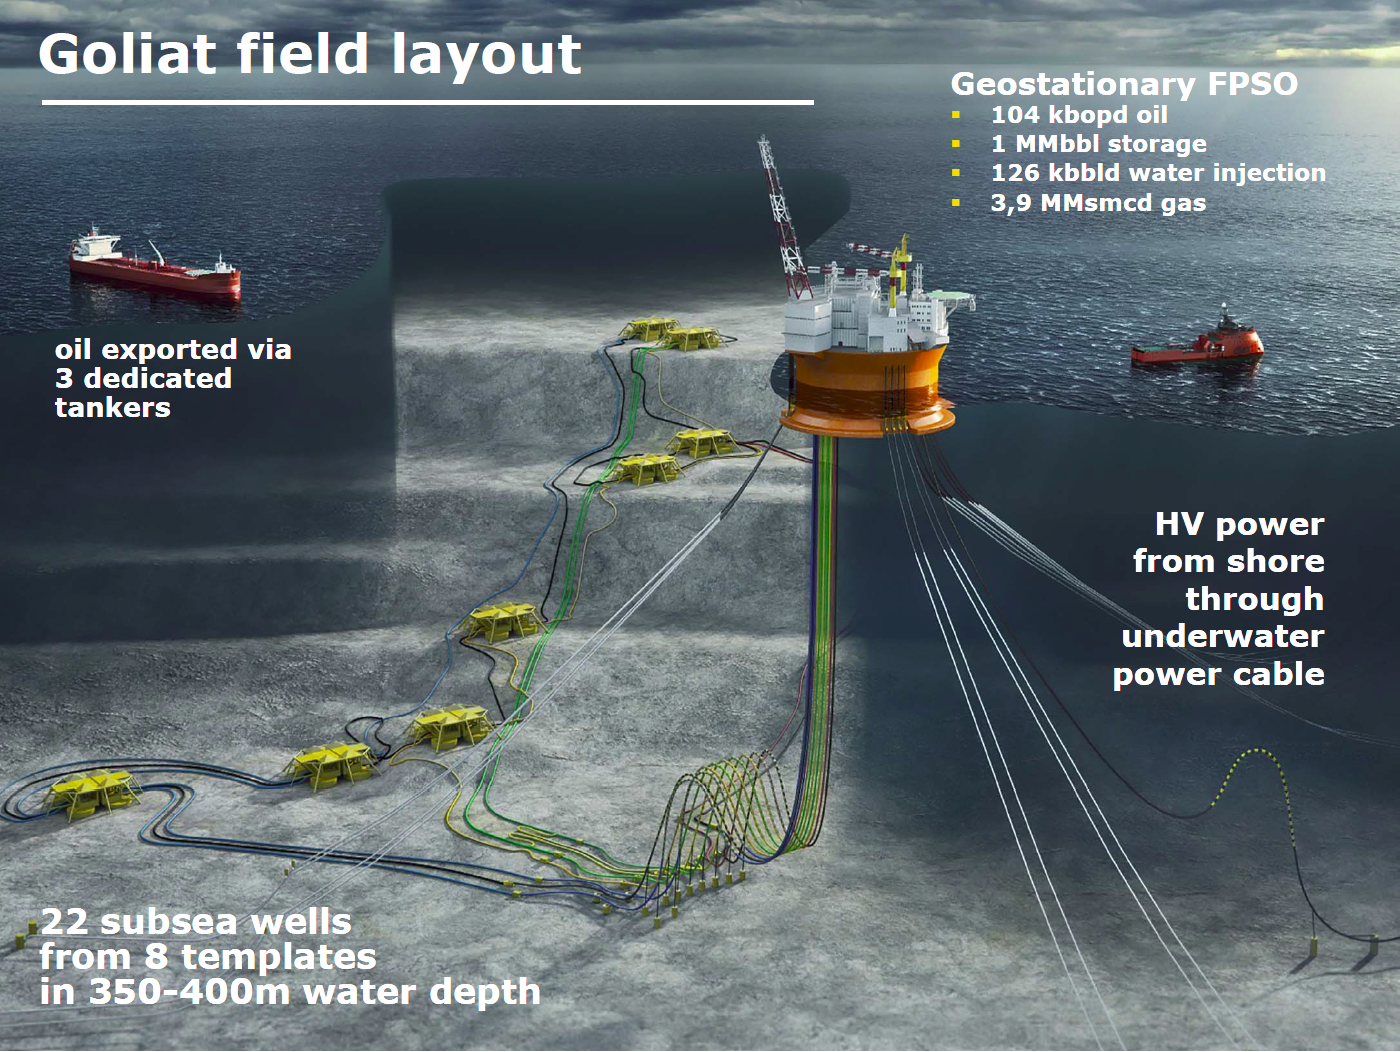 Goliat field layout
Geostationary FPSO
104 kbopd oil
1 MMbbl storage
126 kbbld water injection
3,9 MMsmcd gas
oil exported via
3 dedicated
tankers
HV power
from shore
through
underwater
power cable
22 subsea wells
from 8 templates
in 350-400m water depth